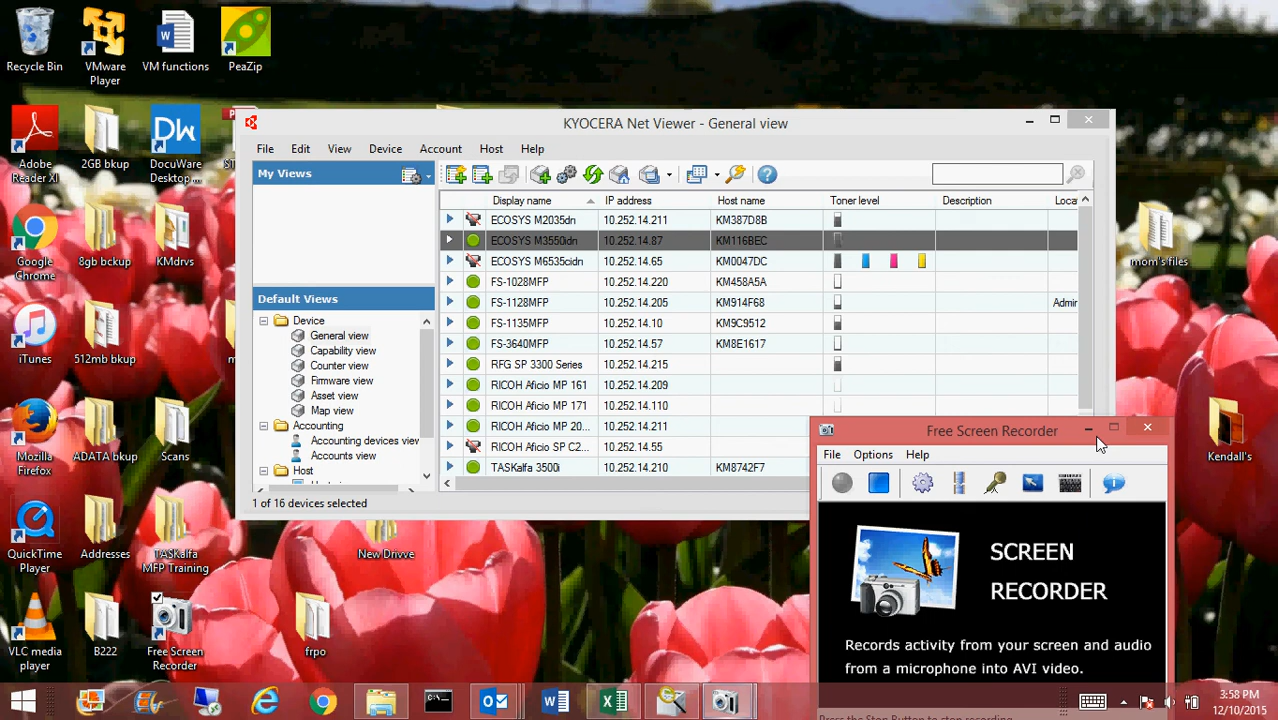 Recycle Bin
VMware Player
VM functions
PeaZip
Adobe Reader XI
2GB bkup
DocuWare Desktop ...
Google Chrome
8gb bckup
KMdrvs
iTunes
512mb bkup
Mozilla Firefox
ADATA bkup
Scans
QuickTime Player
Addresses
TASKalfa MFP Training
New Drivve
VLC media player
B222
Free Screen Recorder
frpo
mom's files
Kendall's
KYOCERA Net Viewer - General view
File Edit View Device Account Host Help
My Views
Default Views
Device
General view
Capability view
Counter view
Firmware view
Asset view
Map view
Accounting
Accounting devices view
Accounts view
Host
1 of 16 devices selected
Display name IP address Host name Toner level Description Loca
ECOSYS M2035dn 10.252.14.211 KM387D8B
ECOSYS M3550idn 10.252.14.87 KM116BEC
ECOSYS M6535cidn 10.252.14.65 KM0047DC
FS-1028MFP 10.252.14.220 KM458A5A
FS-1128MFP 10.252.14.205 KM914F68 Admir
FS-1135MFP 10.252.14.10 KM9C9512
FS-3640MFP 10.252.14.57 KM8E1617
RFG SP 3300 Series 10.252.14.215
RICOH Aficio MP 161 10.252.14.209
RICOH Aficio MP 171 10.252.14.110
RICOH Aficio MP 20... 10.252.14.66
RICOH Aficio SP C2... 10.252.14.55
TASKalfa 3500i 10.252.14.210 KM8742F7
Free Screen Recorder
File Options Help
SCREEN
RECORDER
Records activity from your screen and audio
from a microphone into AVI video.
Press the Stop Button to stop recording
3:58 PM
12/10/2015